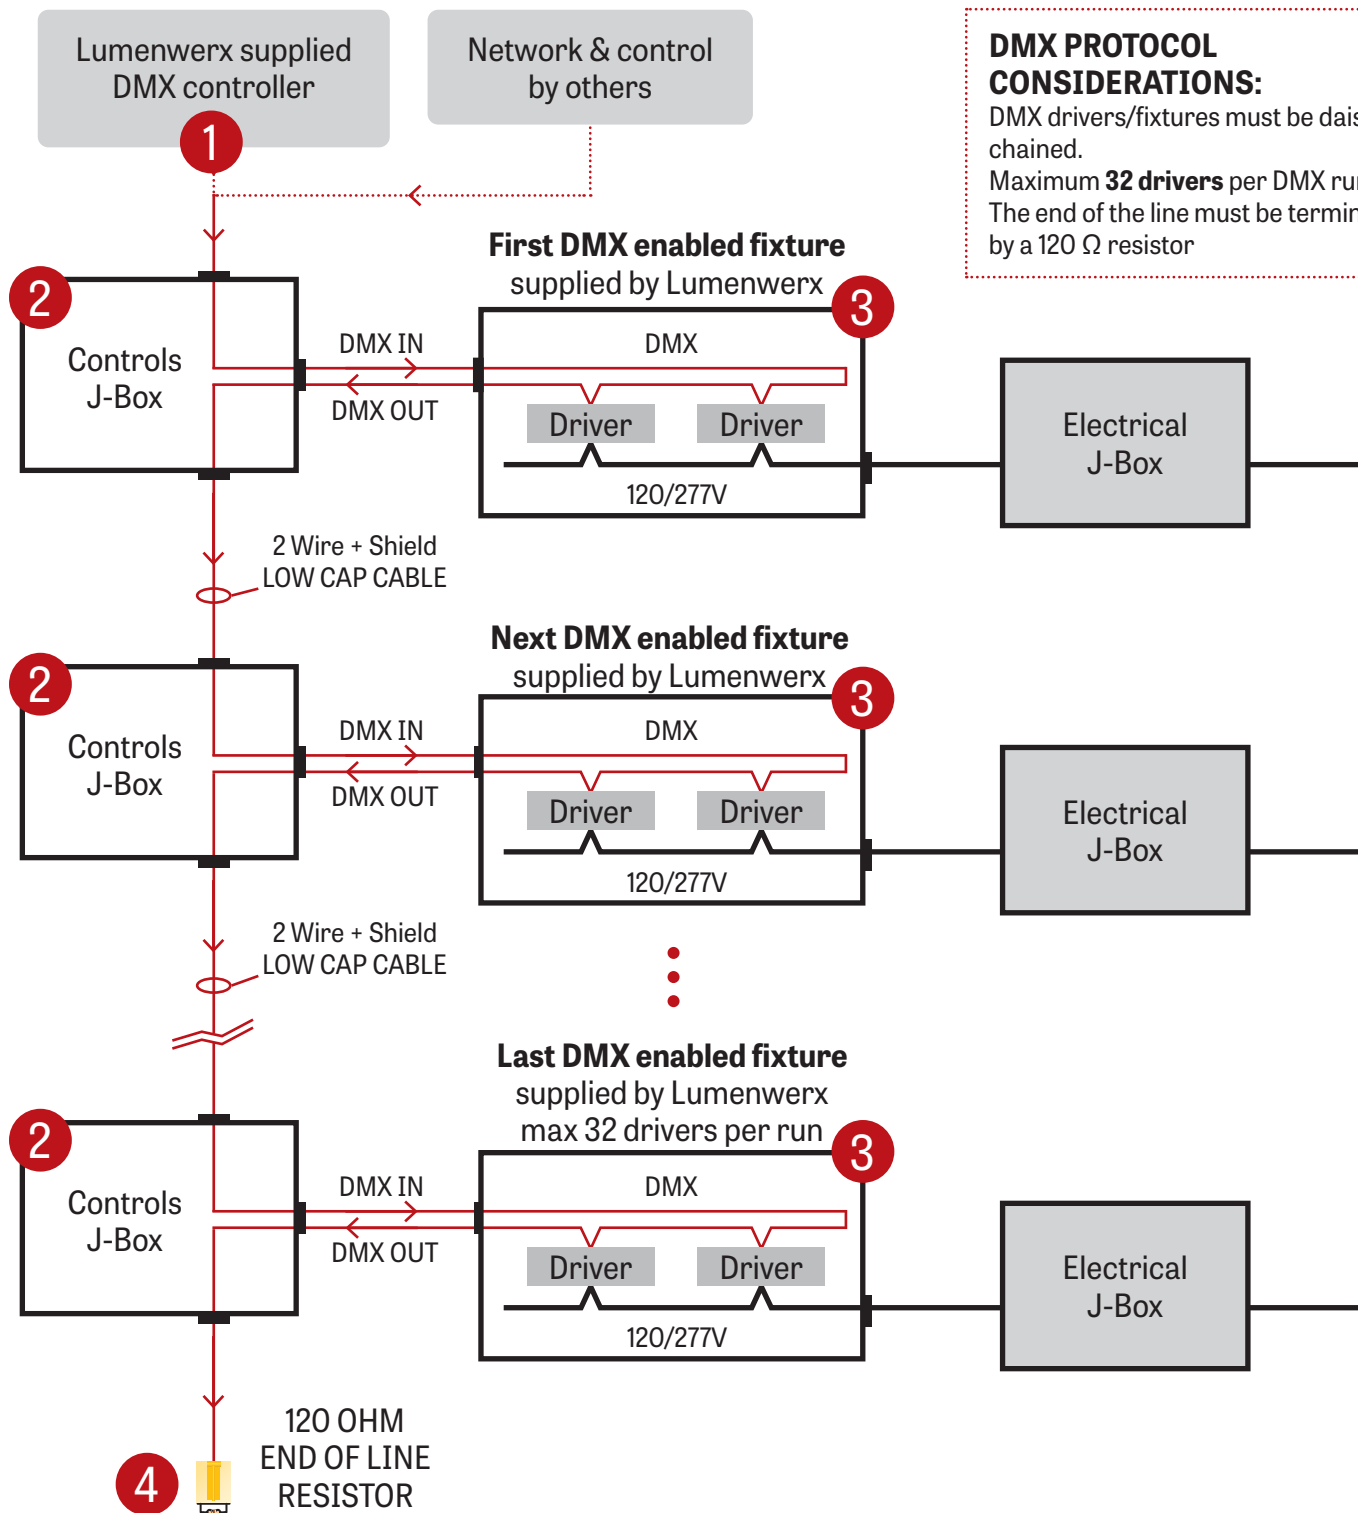 Lumenwerx supplied
DMX controller
1
Network & control
by others
DMX PROTOCOL
CONSIDERATIONS:
DMX drivers/fixtures must be dais
chained.
Maximum 32 drivers per DMX run
The end of the line must be termin
by a 120 Ω resistor
First DMX enabled fixture
supplied by Lumenwerx
2
3
Controls
J-Box
DMX IN
DMX OUT
DMX
Driver
Driver
120/277V
Electrical
J-Box
2 Wire + Shield
LOW CAP CABLE
Next DMX enabled fixture
supplied by Lumenwerx
2
3
Controls
J-Box
DMX IN
DMX OUT
DMX
Driver
Driver
120/277V
Electrical
J-Box
2 Wire + Shield
LOW CAP CABLE
Last DMX enabled fixture
supplied by Lumenwerx
max 32 drivers per run
2
3
Controls
J-Box
DMX IN
DMX OUT
DMX
Driver
Driver
120/277V
Electrical
J-Box
4
120 OHM
END OF LINE
RESISTOR